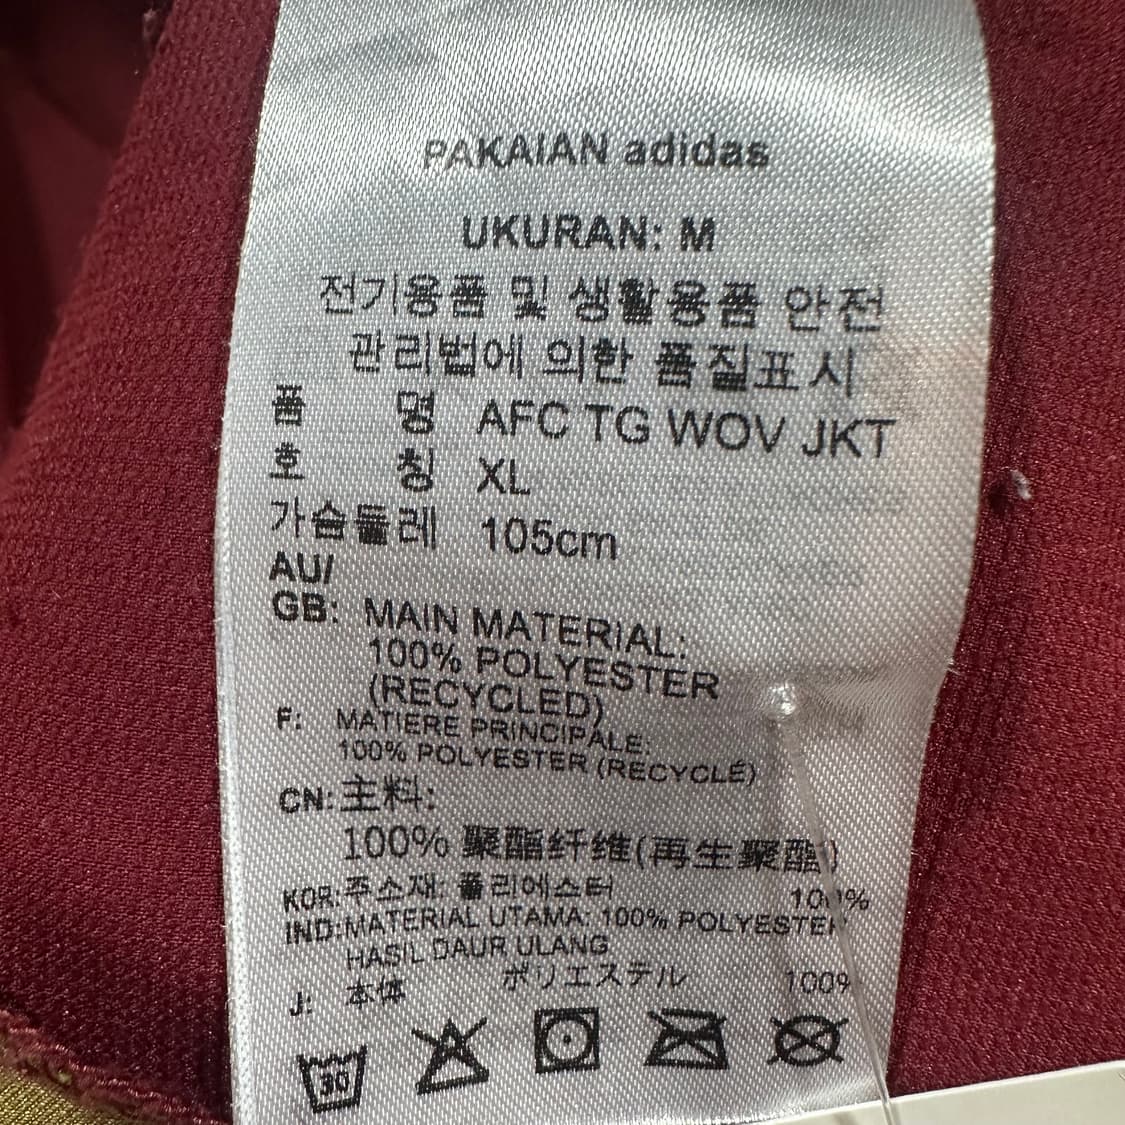 PAKAIAN adidas
UKURAN: M
전기용품 및 생활용품 안전
관리법에 의한 품질표시
품 명 AFC TG WOV JKT
호 칭 XL
가슴둘레 105cm
AU/
GB: MAIN MATERIAL:
100% POLYESTER
(RECYCLED)
F: MATIERE PRINCIPALE:
100% POLYESTER (RECYCLÉ)
CN: 主料:
100% 聚酯纤维(再生聚酯)
KOR: 주소재: 폴리에스터 100%
IND: MATERIAL UTAMA: 100% POLYESTER
HASIL DAUR ULANG
J: 本体 ポリエステル 100%
30